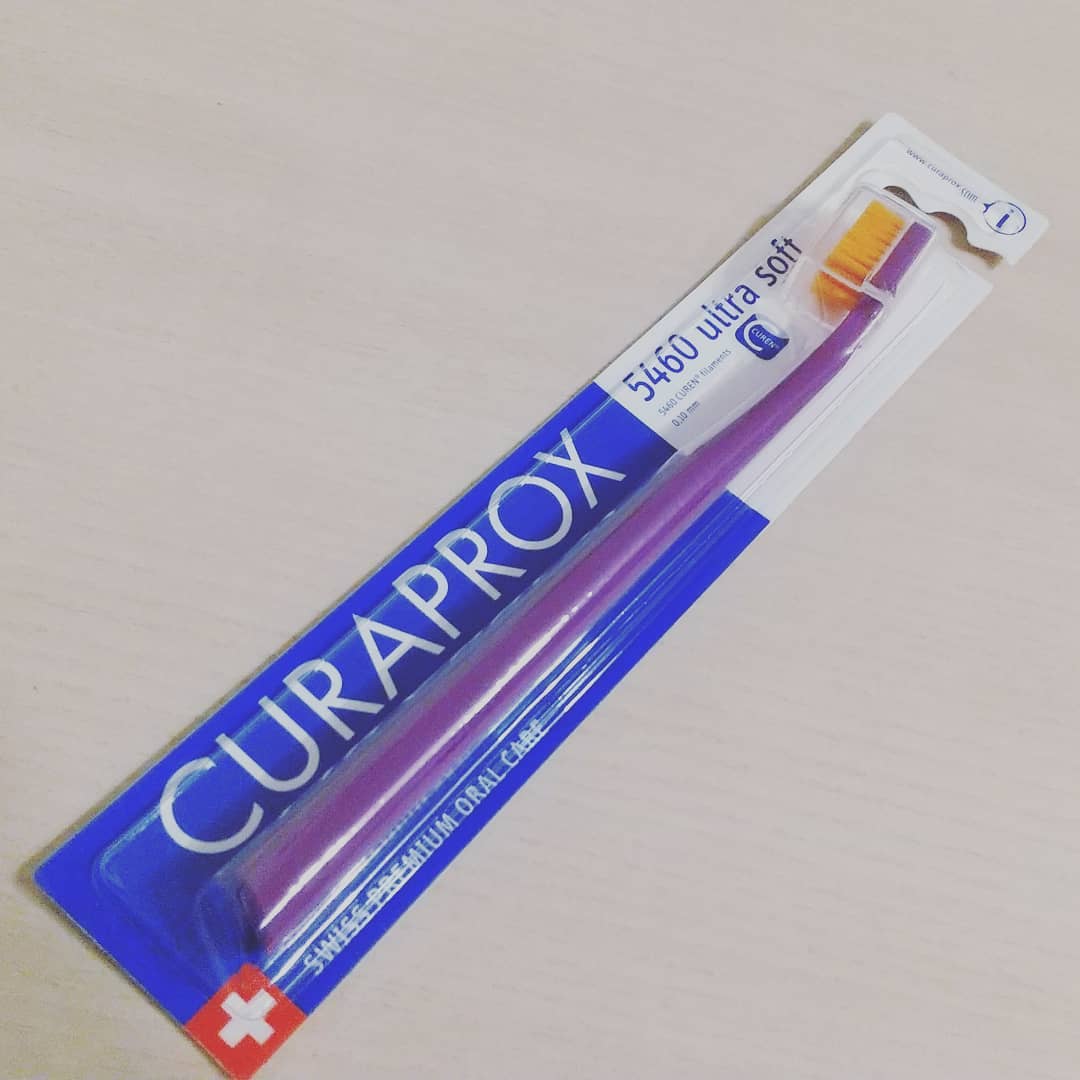 www.curaprox.com
i
5460 ultra soft
5460 CUREN® filaments
0.10 mm
CUREN®
CURAPROX
SWISS PREMIUM ORAL CARE